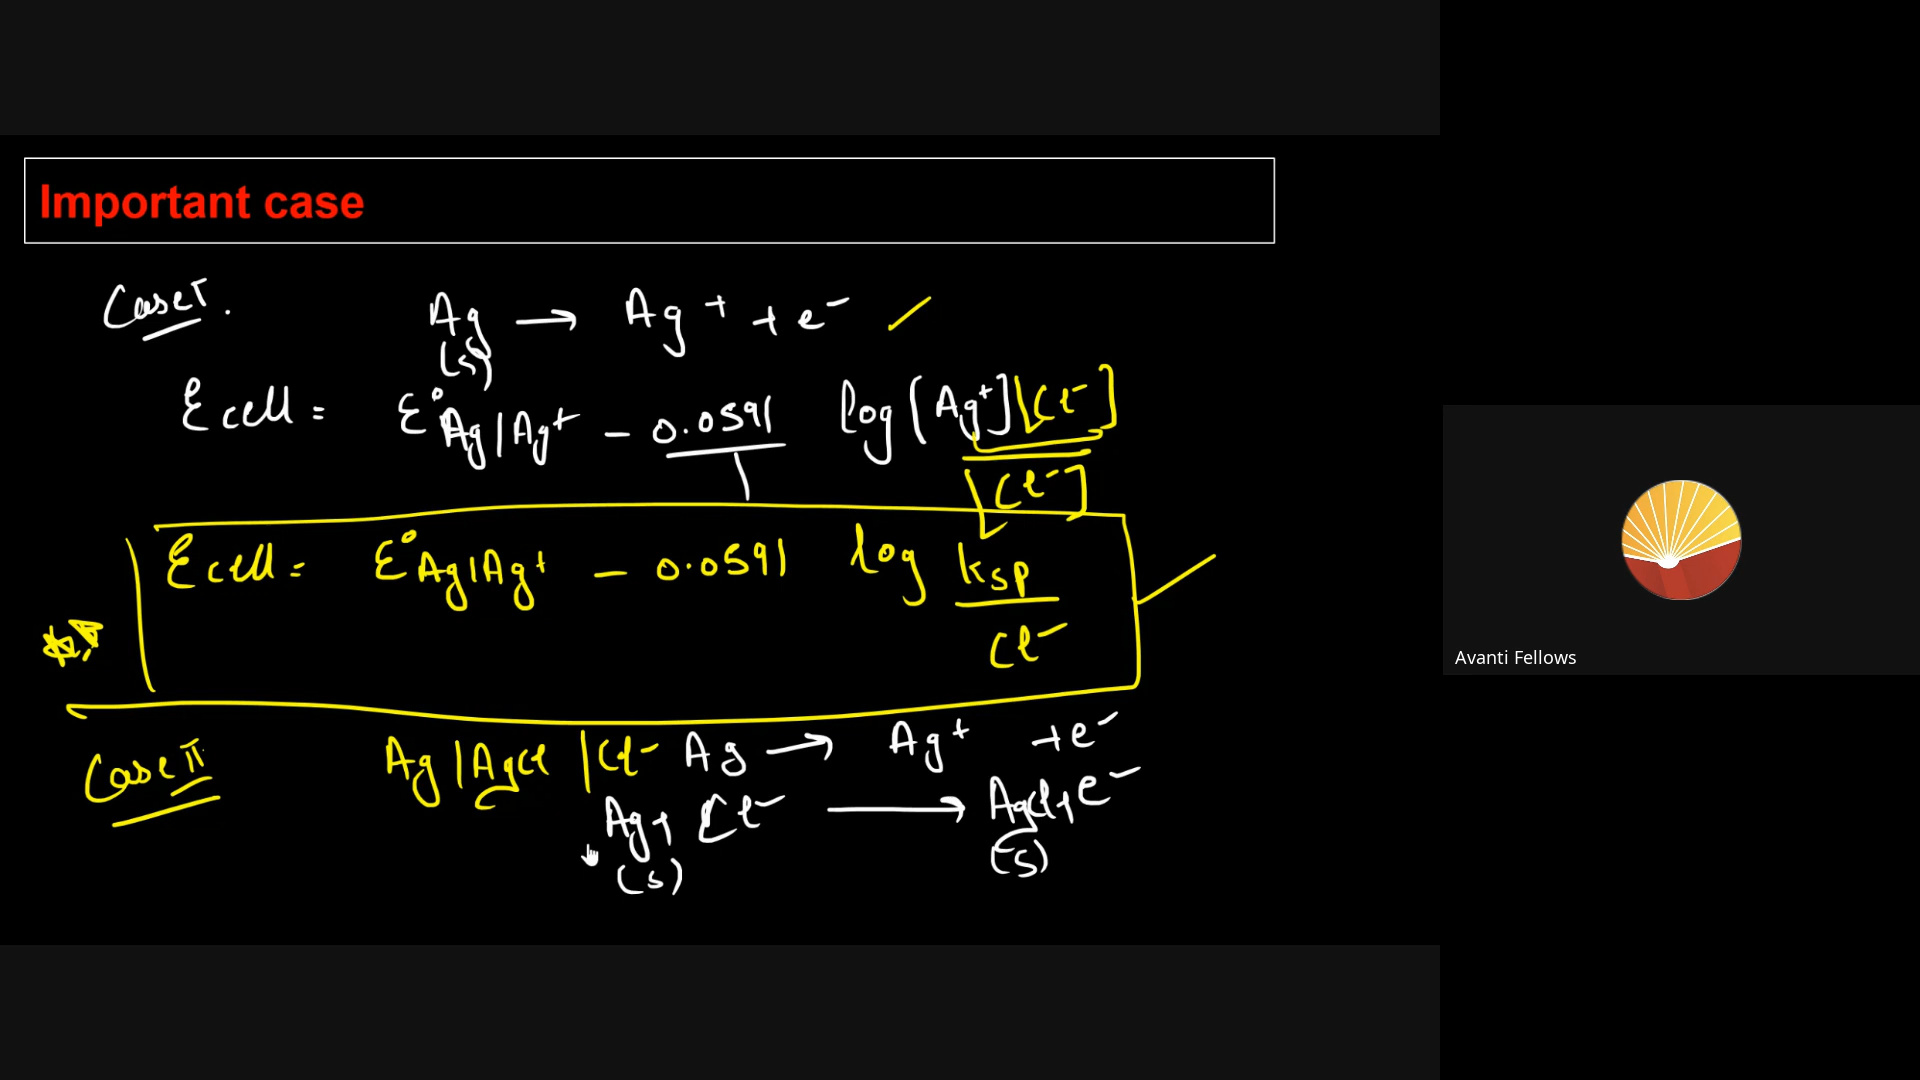 Important case
Case I.
Ag (s) → Ag⁺ + e⁻
Ecell = E°Ag|Ag⁺ − 0.0591/1 log [Ag⁺][Cl⁻]/[Cl⁻]
Ecell = E°Ag|Ag⁺ − 0.0591 log ksp/Cl⁻
Case II Ag|AgCl|Cl⁻ Ag → Ag⁺ + e⁻
Ag(s) + Cl⁻ → AgCl(s) + e⁻
Avanti Fellows